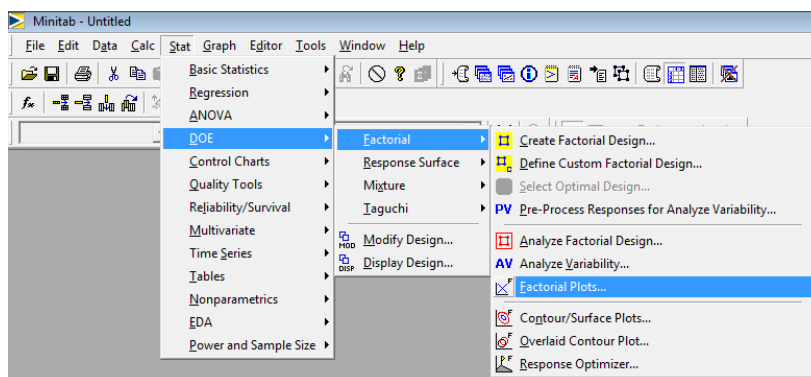 Minitab - Untitled
File Edit Data Calc Stat Graph Editor Tools Window Help
Basic Statistics
Regression
ANOVA
DOE
Control Charts
Quality Tools
Reliability/Survival
Multivariate
Time Series
Tables
Nonparametrics
EDA
Power and Sample Size
Factorial
Response Surface
Mixture
Taguchi
MOD Modify Design...
DISP Display Design...
Create Factorial Design...
Define Custom Factorial Design...
Select Optimal Design...
PV Pre-Process Responses for Analyze Variability...
Analyze Factorial Design...
AV Analyze Variability...
Factorial Plots...
Contour/Surface Plots...
Overlaid Contour Plot...
Response Optimizer...